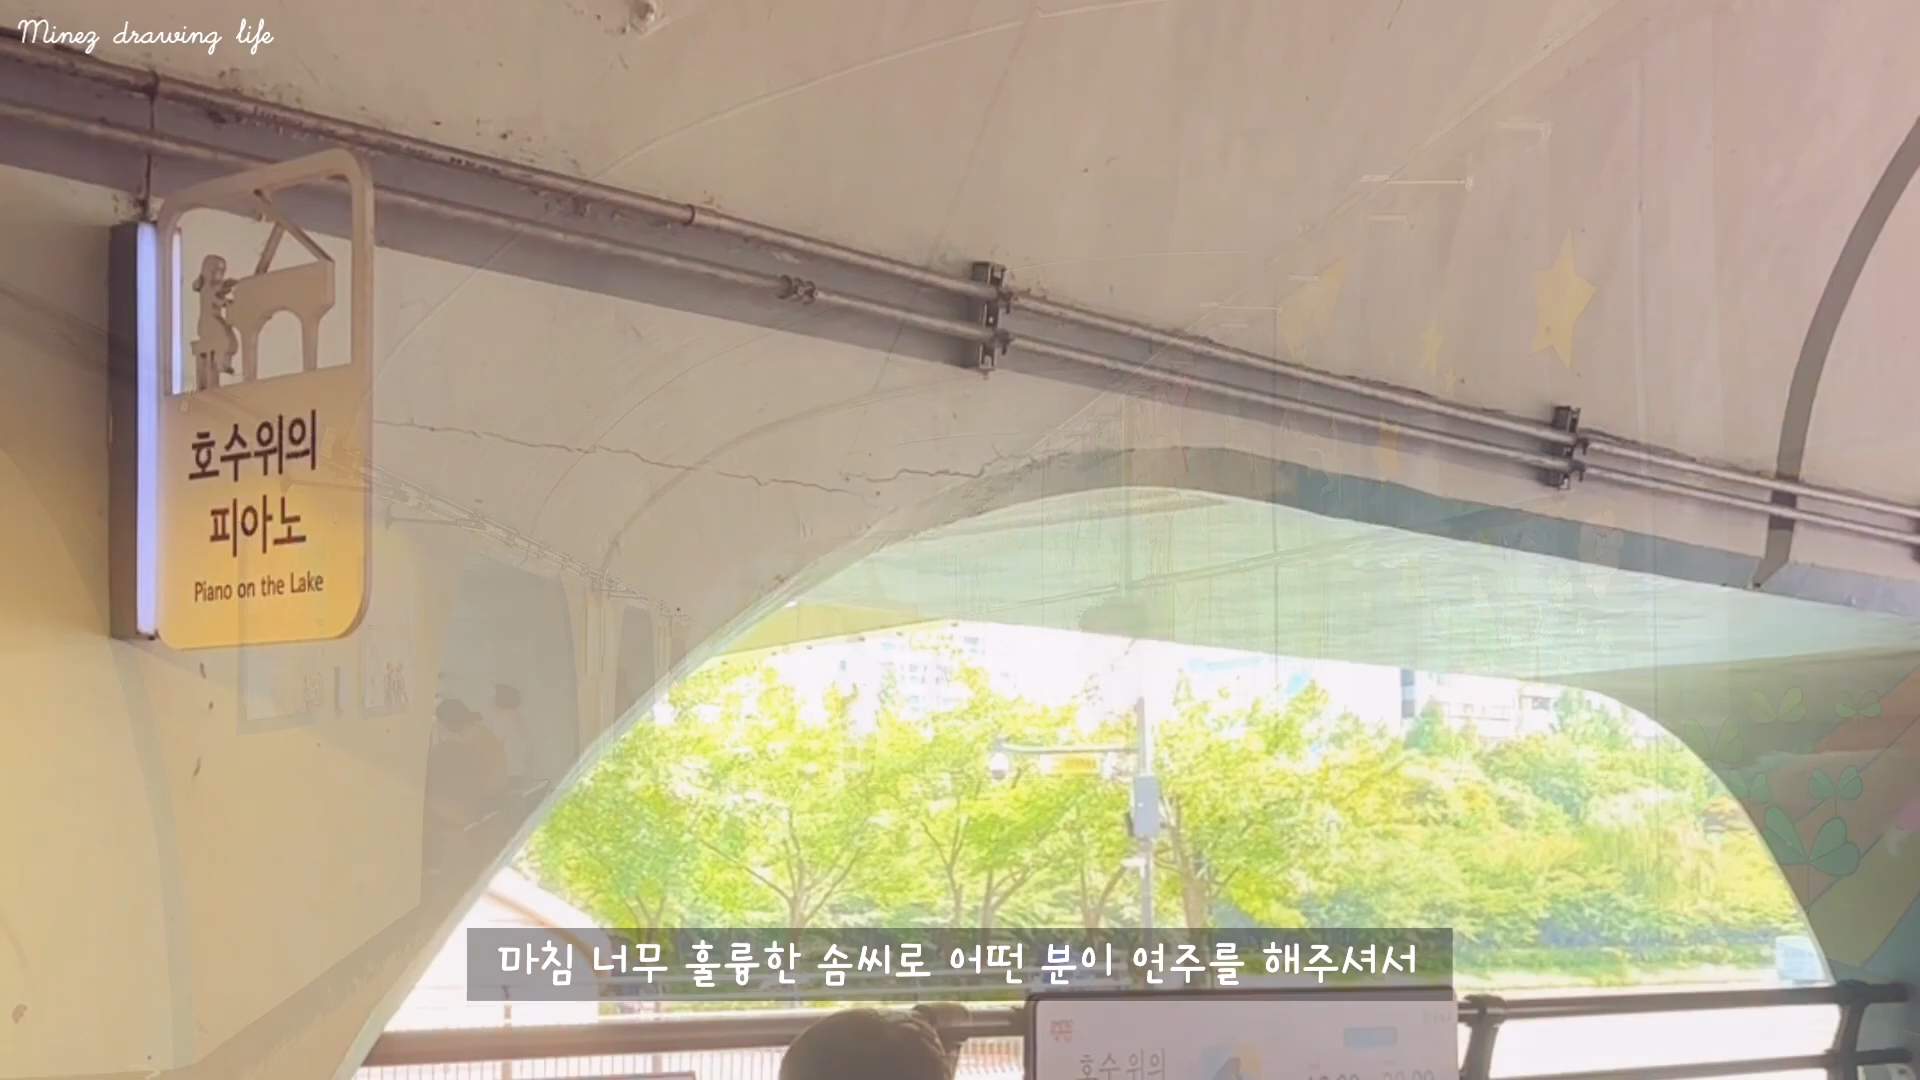 Minez drawing life
호수위의
피아노
Piano on the Lake
마침 너무 훌륭한 솜씨로 어떤 분이 연주를 해주셔서
호수 위의